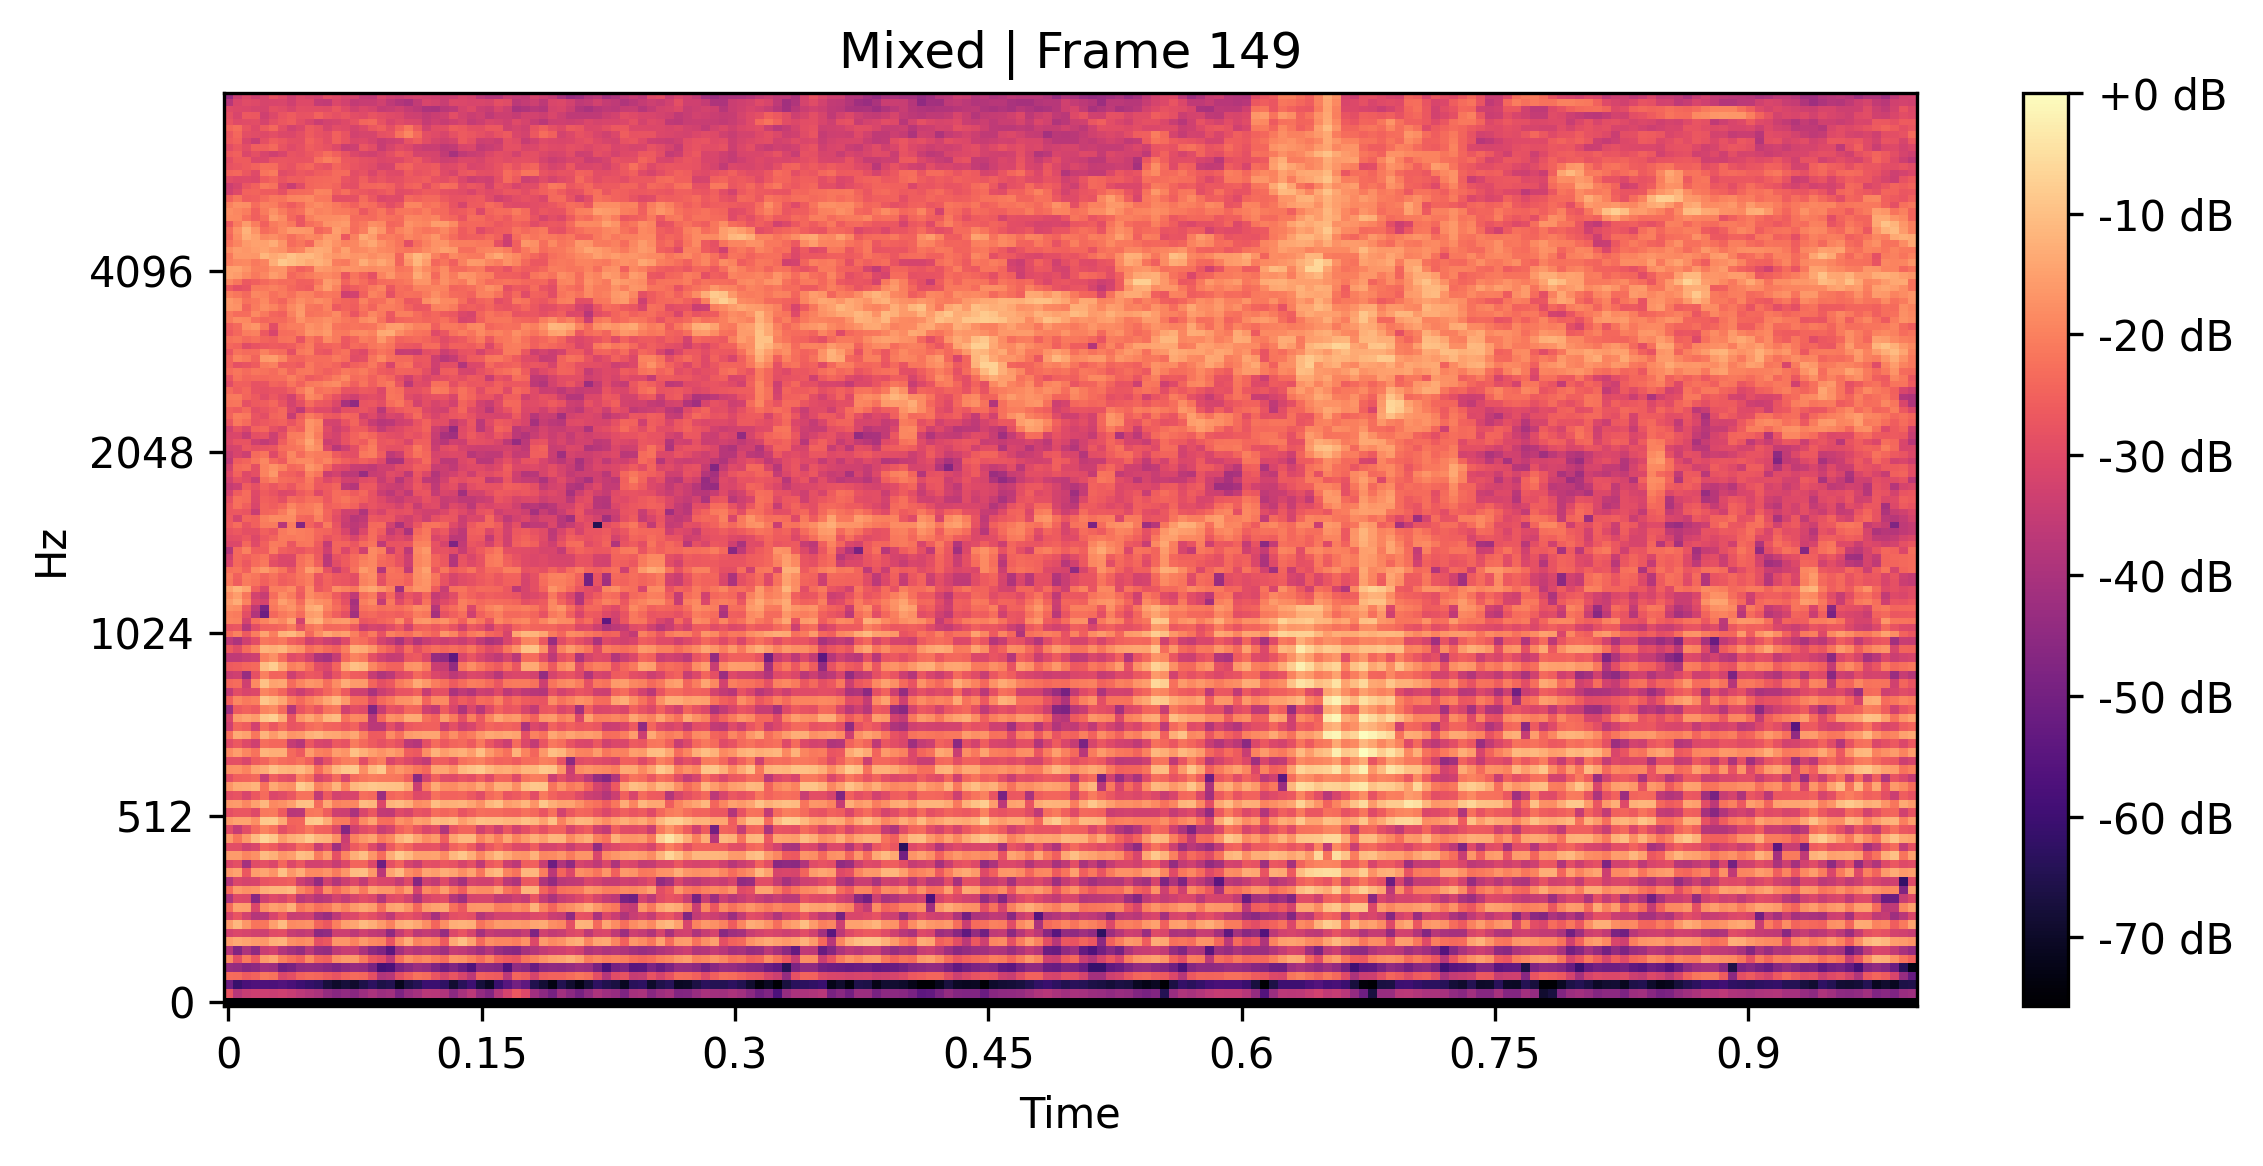 Mixed | Frame 149
+0 dB
-10 dB
-20 dB
-30 dB
-40 dB
-50 dB
-60 dB
-70 dB
Hz
4096
2048
1024
512
0
0 0.15 0.3 0.45 0.6 0.75 0.9
Time